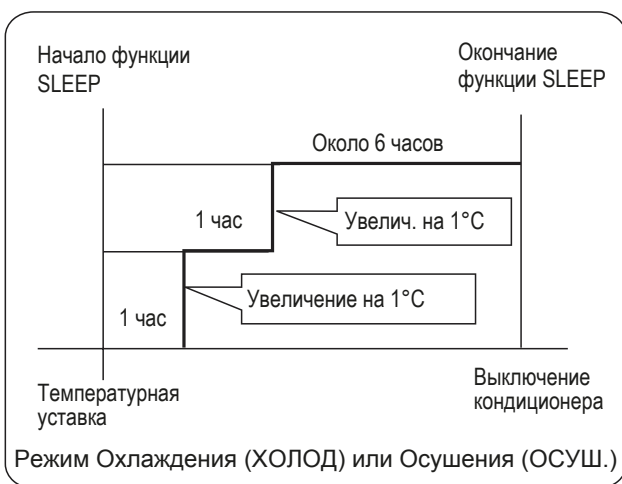 Начало функции
SLEEP
Окончание
функции SLEEP
Около 6 часов
1 час
Увелич. на 1°C
Увеличение на 1°C
1 час
Температурная
уставка
Выключение
кондиционера
Режим Охлаждения (ХОЛОД) или Осушения (ОСУШ.)